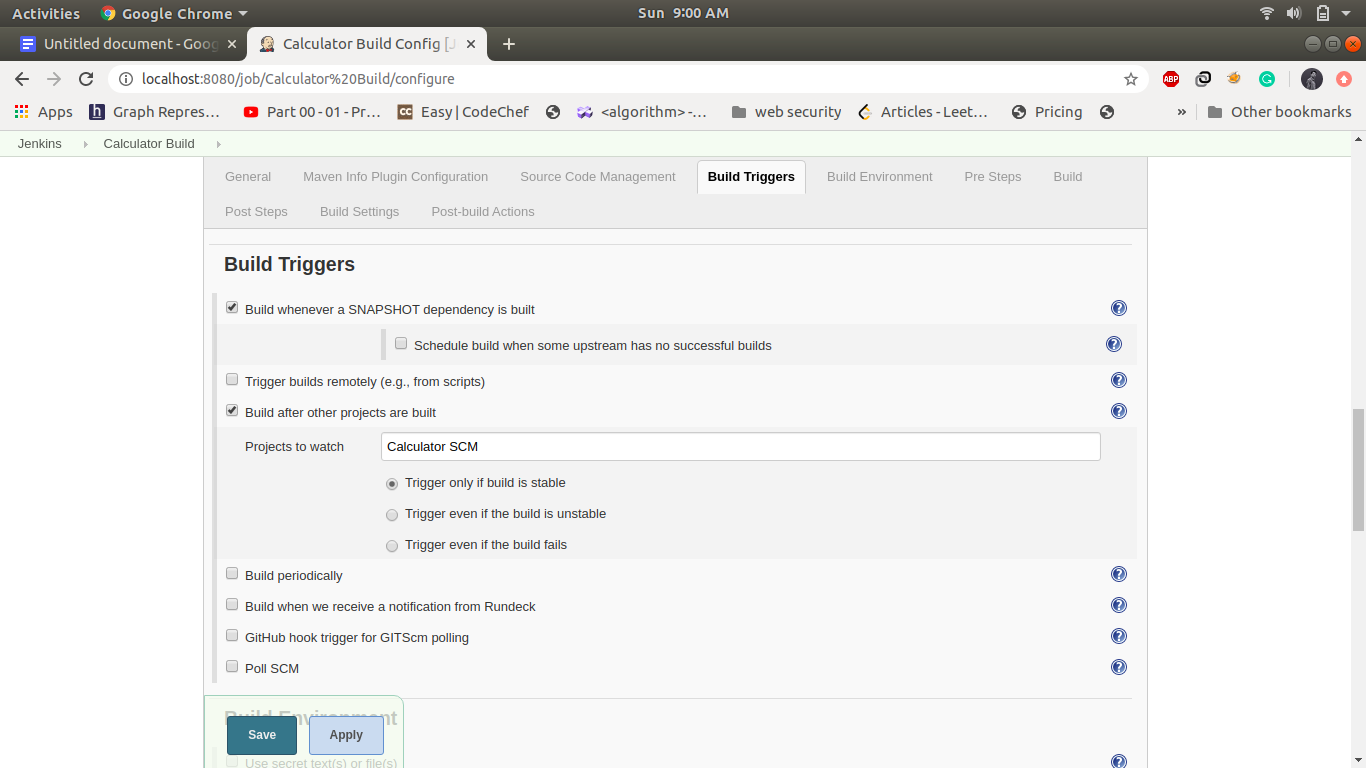 Activities Google Chrome Sun 9:00 AM
Untitled document - Goog Calculator Build Config [J
localhost:8080/job/Calculator%20Build/configure ABP
Apps h Graph Repres… Part 00 - 01 - Pr… CC Easy | CodeChef <algorithm> -… web security Articles - Leet… Pricing » Other bookmarks
Jenkins Calculator Build
General Maven Info Plugin Configuration Source Code Management Build Triggers Build Environment Pre Steps Build
Post Steps Build Settings Post-build Actions
Build Triggers
Build whenever a SNAPSHOT dependency is built ?
Schedule build when some upstream has no successful builds ?
Trigger builds remotely (e.g., from scripts) ?
Build after other projects are built ?
Projects to watch Calculator SCM
Trigger only if build is stable
Trigger even if the build is unstable
Trigger even if the build fails
Build periodically ?
Build when we receive a notification from Rundeck ?
GitHub hook trigger for GITScm polling ?
Poll SCM ?
Build Environment
Save Apply
Use secret text(s) or file(s) ?